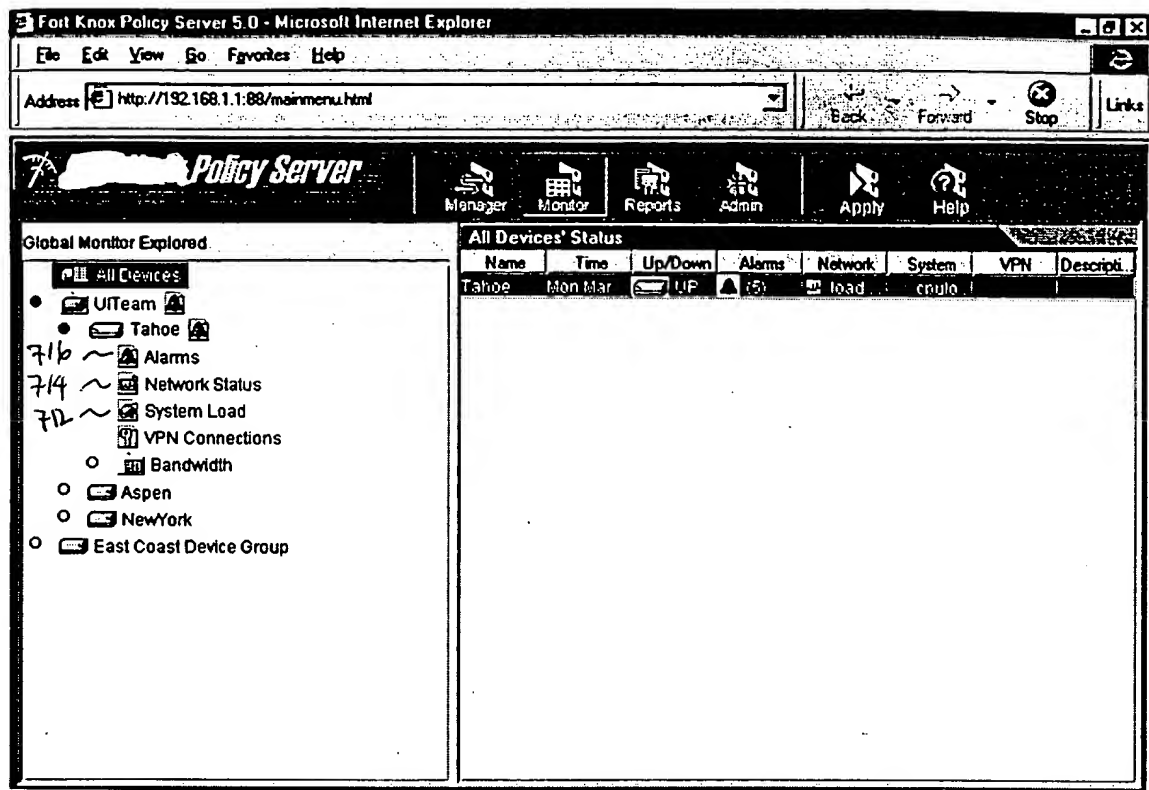 Fort Knox Policy Server 5.0 - Microsoft Internet Explorer
File Edit View Go Favorites Help
Address http://192.168.1.1:88/mainmenu.html Back Forward Stop Links
Policy Server Manager Monitor Reports Admin Apply Help
Global Monitor Explored
All Devices' Status
Name Time Up/Down Alarms Network System VPN Descripti...
Tahoe Mon Mar UP (5) load cpulo
All Devices
UITeam
Tahoe
716 Alarms
714 Network Status
712 System Load
VPN Connections
Bandwidth
Aspen
NewYork
East Coast Device Group